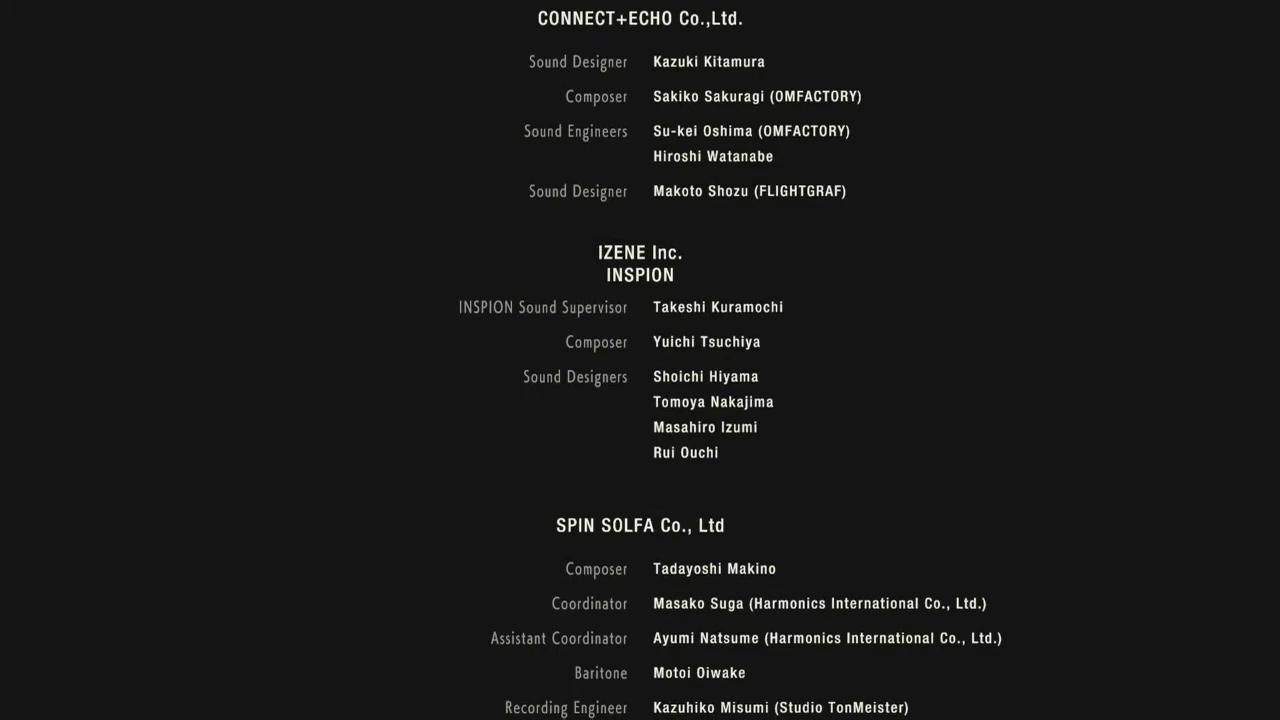 CONNECT+ECHO Co.,Ltd.
Sound Designer Kazuki Kitamura
Composer Sakiko Sakuragi (OMFACTORY)
Sound Engineers Su-kei Oshima (OMFACTORY)
Hiroshi Watanabe
Sound Designer Makoto Shozu (FLIGHTGRAF)
IZENE Inc.
INSPION
INSPION Sound Supervisor Takeshi Kuramochi
Composer Yuichi Tsuchiya
Sound Designers Shoichi Hiyama
Tomoya Nakajima
Masahiro Izumi
Rui Ouchi
SPIN SOLFA Co., Ltd
Composer Tadayoshi Makino
Coordinator Masako Suga (Harmonics International Co., Ltd.)
Assistant Coordinator Ayumi Natsume (Harmonics International Co., Ltd.)
Baritone Motoi Oiwake
Recording Engineer Kazuhiko Misumi (Studio TonMeister)